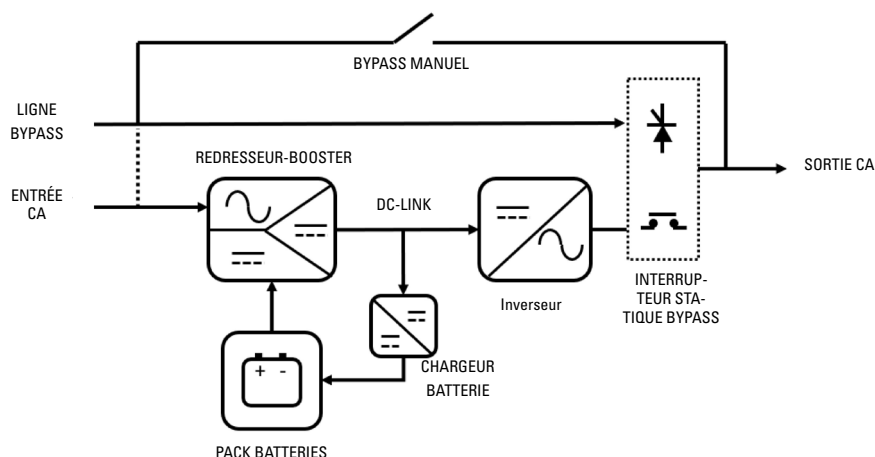 BYPASS MANUEL
LIGNE
BYPASS
REDRESSEUR-BOOSTER
ENTRÉE
CA
DC-LINK
SORTIE CA
Inverseur
INTERRUP-
TEUR STA-
TIQUE BYPASS
CHARGEUR
BATTERIE
+ -
PACK BATTERIES